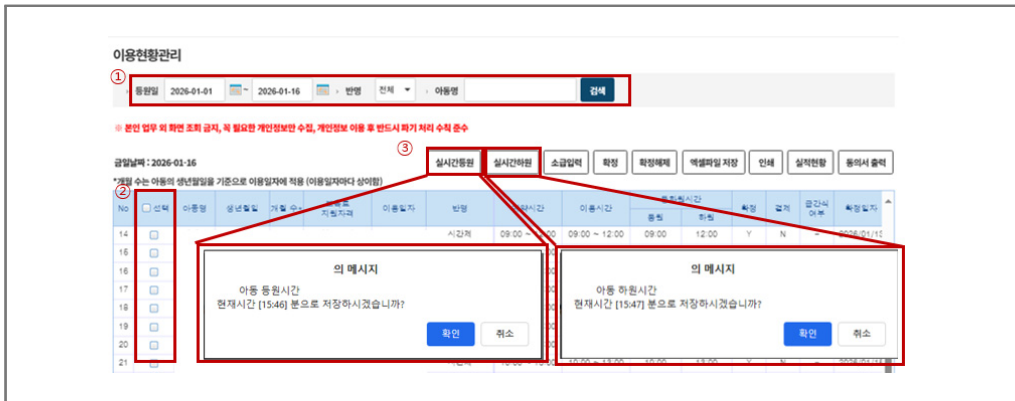 이용현황관리
①
등원일 2026-01-01 ~ 2026-01-16 반명 전체 아동명 검색
※ 본인 업무 외 화면 조회 금지, 꼭 필요한 개인정보만 수집, 개인정보 이용 후 반드시 파기 처리 수칙 준수
③
금일날짜 : 2026-01-16 실시간등원 실시간하원 소급입력 확정 확정해제 엑셀파일 저장 인쇄 실적현황 동의서 출력
*개월 수는 아동의 생년월일을 기준으로 이용일자에 적용 (이용일자마다 상이함)
②
No 선택 아동명 생년월일 개월 수 지원자격 이용일자 반명 이용시간 등원 하원 확정 결제 급간식 여부 확정일자
14 시간제 09:00 ~ 12:00 09:00 12:00 Y N -
16
16
17
18
19
20
21
의 메시지
아동 등원시간
현재시간 [15:46] 분으로 저장하시겠습니까?
확인 취소
의 메시지
아동 하원시간
현재시간 [15:47] 분으로 저장하시겠습니까?
확인 취소